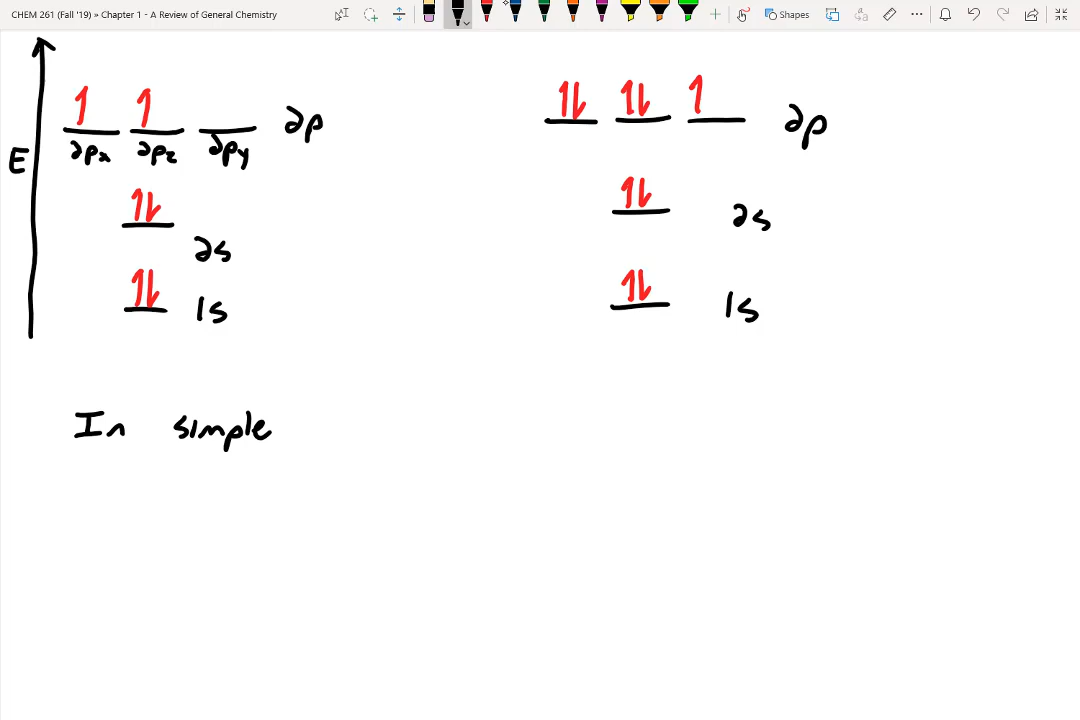 CHEM 261 (Fall '19) » Chapter 1 - A Review of General Chemistry
Shapes
E
2px 2pz 2py 2p
2s
1s
2p
2s
1s
In simple